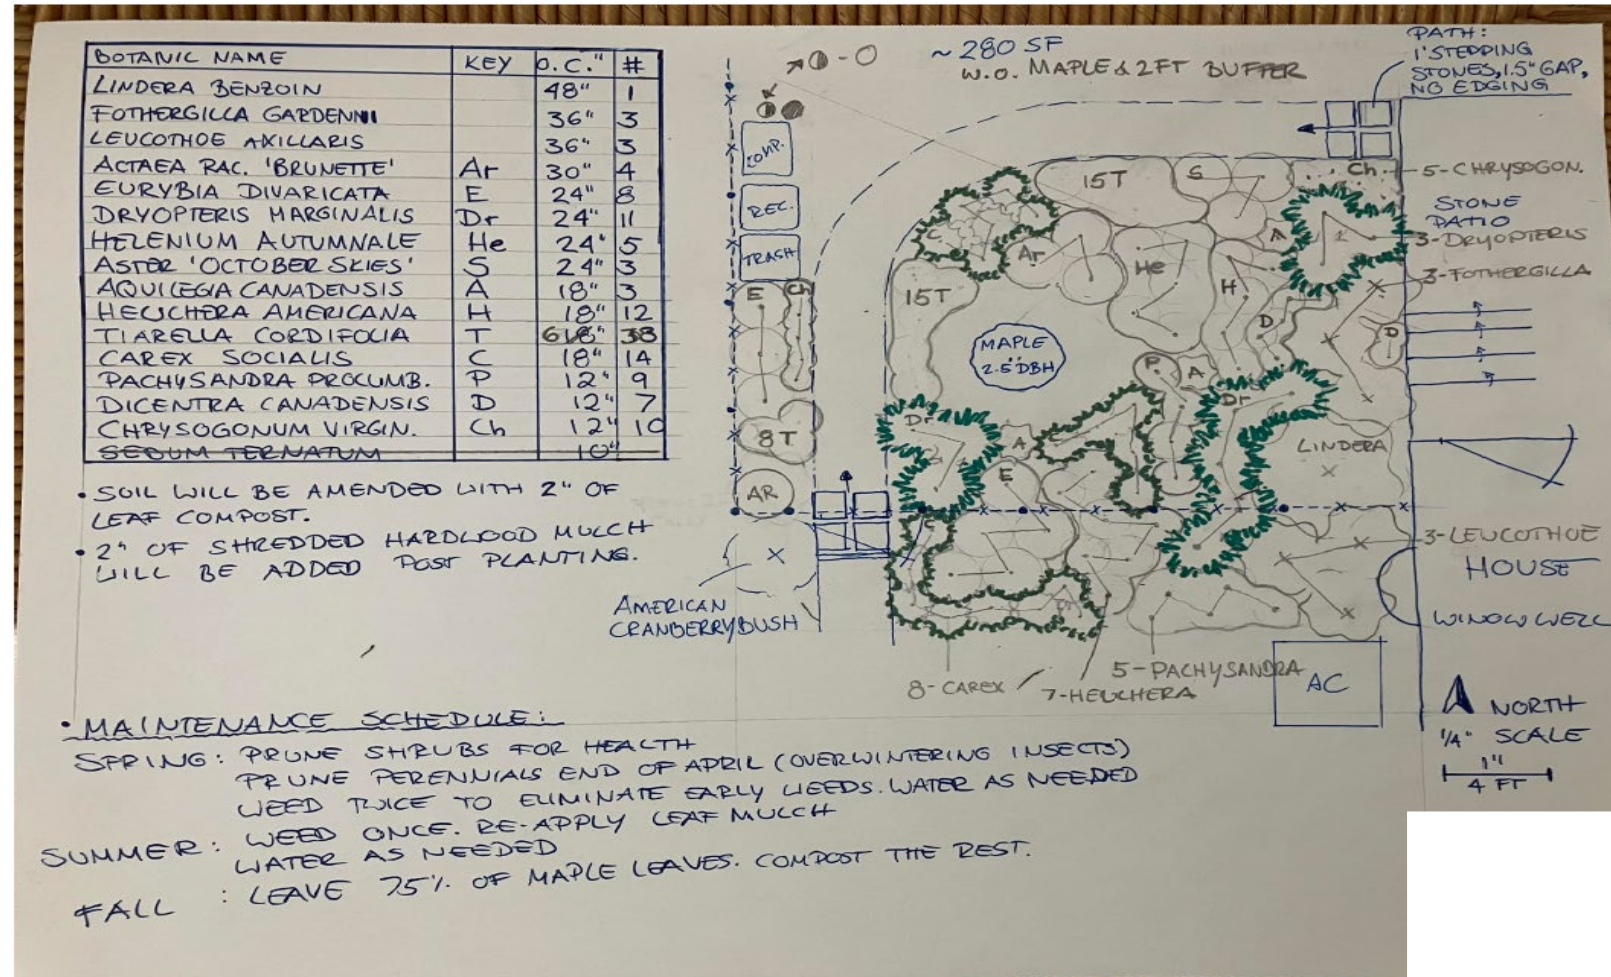 BOTANIC NAME KEY O.C." #
LINDERA BENZOIN 48" 1
FOTHERGILLA GARDENII 36" 3
LEUCOTHOE AXILLARIS 36" 3
ACTAEA RAC. 'BRUNETTE' Ar 30" 4
EURYBIA DIVARICATA E 24" 8
DRYOPTERIS MARGINALIS Dr 24" 11
HELENIUM AUTUMNALE He 24" 5
ASTER 'OCTOBER SKIES' S 24" 3
AQUILEGIA CANADENSIS A 18" 3
HEUCHERA AMERICANA H 18" 12
TIARELLA CORDIFOLIA T 38
CAREX SOCIALIS C 18" 14
PACHYSANDRA PROCUMB. P 12" 9
DICENTRA CANADENSIS D 12" 7
CHRYSOGONUM VIRGIN. Ch 12" 10
SEDUM TERNATUM 10"
• SOIL WILL BE AMENDED WITH 2" OF
LEAF COMPOST.
• 2" OF SHREDDED HARDWOOD MULCH
WILL BE ADDED POST PLANTING.
~280 SF
W.O. MAPLE & 2FT BUFFER
PATH:
1' STEPPING
STONES, 1.5" GAP,
NO EDGING
COMP.
REC.
TRASH
E
Ch
8T
AR
15T
S
Ch
5-CHRYSOGON.
STONE
PATIO
3-DRYOPTERIS
3-FOTHERGILLA
C
Ar
He
A
H
15T
D
D
MAPLE
2.5" DBH
P
A
Dr
Dr
A
E
LINDERA
C
3-LEUCOTHOE
HOUSE
WINOW WELL
AMERICAN
CRANBERRYBUSH
8-CAREX
7-HEUCHERA
5-PACHYSANDRA
AC
NORTH
1/4" SCALE
1"
4 FT
• MAINTENANCE SCHEDULE:
SPRING: PRUNE SHRUBS FOR HEALTH
PRUNE PERENNIALS END OF APRIL (OVERWINTERING INSECTS)
WEED TWICE TO ELIMINATE EARLY WEEDS. WATER AS NEEDED
SUMMER: WEED ONCE. RE-APPLY LEAF MULCH
WATER AS NEEDED
FALL : LEAVE 75% OF MAPLE LEAVES. COMPOST THE REST.